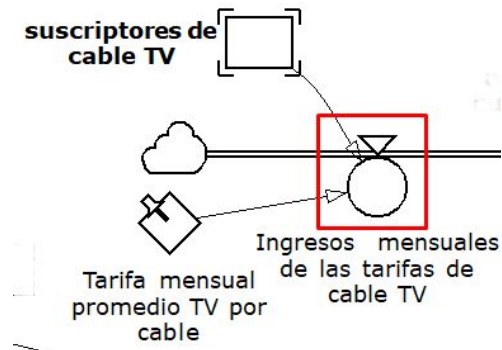 suscriptores de
cable TV
Ingresos mensuales
de las tarifas de
cable TV
Tarifa mensual
promedio TV por
cable